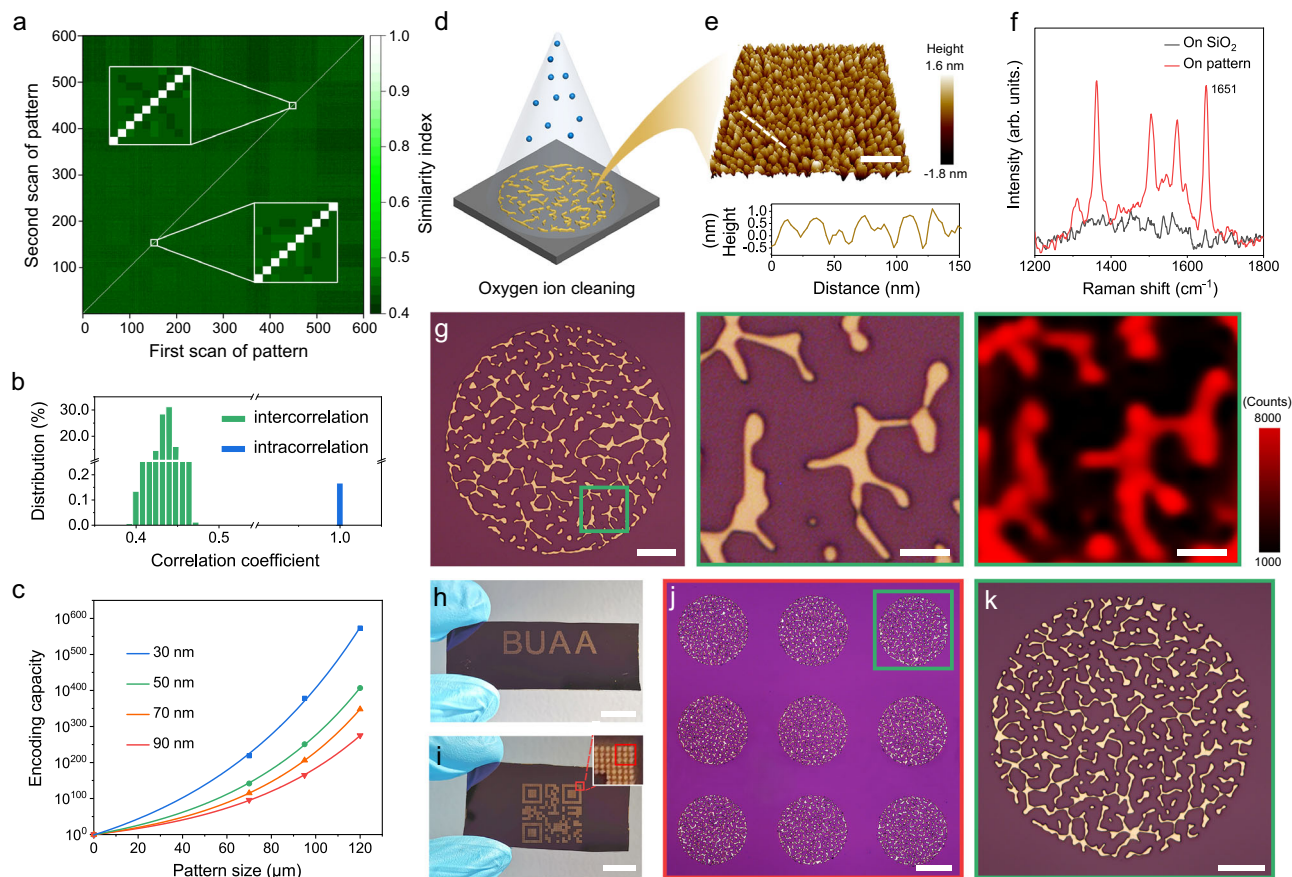 a
600
500
400
300
200
100
0
100
200
300
400
500
600
Second scan of pattern
First scan of pattern
1.0
0.9
0.8
0.7
0.6
0.5
0.4
Similarity index
b
30.0
20.0
0.2
0.1
0.0
Distribution (%)
intercorrelation
intracorrelation
0.4
0.5
1.0
Correlation coefficient
c
10^600
10^500
10^400
10^300
10^200
10^100
10^0
Encoding capacity
30 nm
50 nm
70 nm
90 nm
0
20
40
60
80
100
120
Pattern size (µm)
d
Oxygen ion cleaning
e
Height
1.6 nm
-1.8 nm
1.0
0.5
0.0
-0.5
Height
(nm)
0
50
100
150
Distance (nm)
f
On SiO₂
On pattern
1651
Intensity (arb. units.)
1200
1400
1600
1800
Raman shift (cm⁻¹)
g
(Counts)
8000
1000
h
BUAA
i
j
k